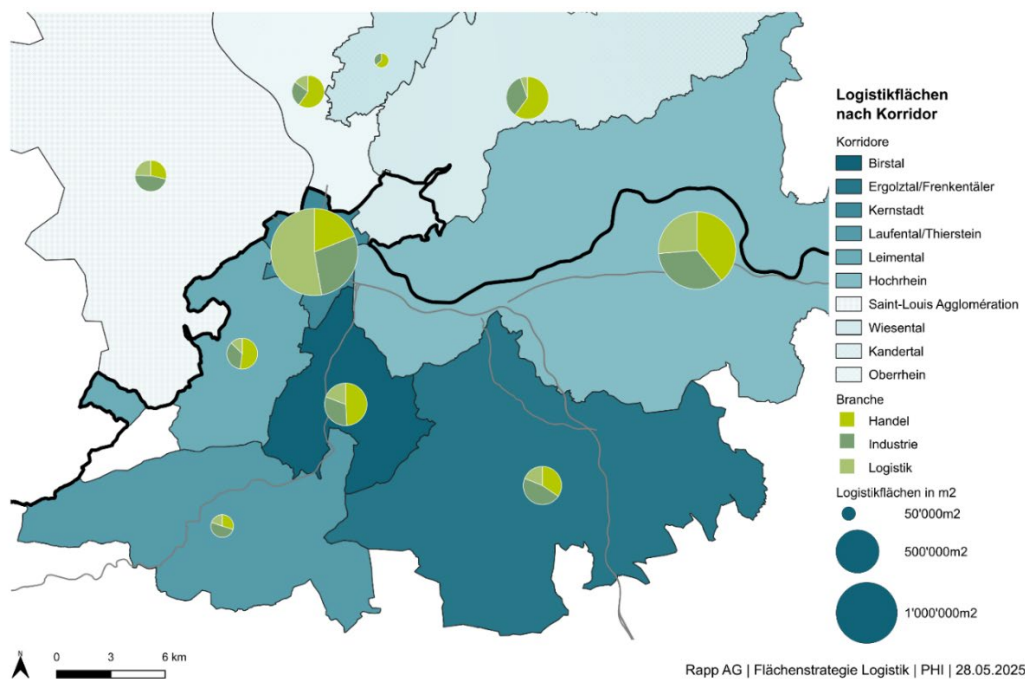 Logistikflächen
nach Korridor
Korridore
Birstal
Ergolztal/Frenkentäler
Kernstadt
Laufental/Thierstein
Leimental
Hochrhein
Saint-Louis Agglomération
Wiesental
Kandertal
Oberrhein
Branche
Handel
Industrie
Logistik
Logistikflächen in m2
50'000m2
500'000m2
1'000'000m2
N
0 3 6 km
Rapp AG | Flächenstrategie Logistik | PHI | 28.05.2025